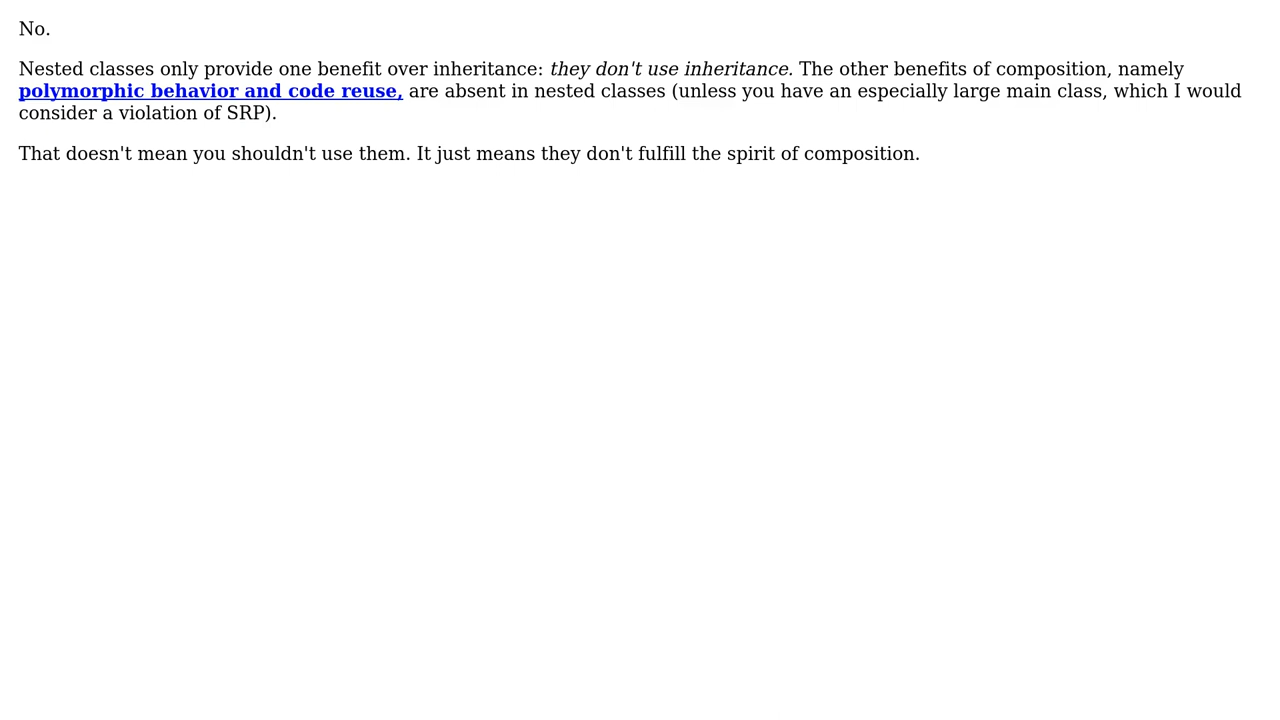 No.
Nested classes only provide one benefit over inheritance: they don't use inheritance. The other benefits of composition, namely
polymorphic behavior and code reuse, are absent in nested classes (unless you have an especially large main class, which I would
consider a violation of SRP).
That doesn't mean you shouldn't use them. It just means they don't fulfill the spirit of composition.